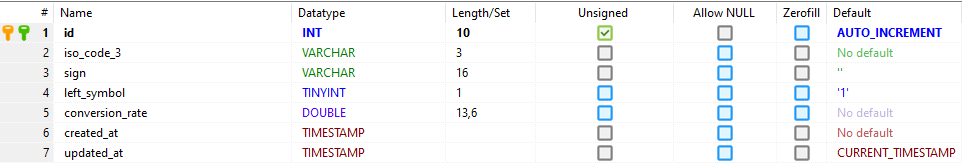 # Name Datatype Length/Set Unsigned Allow NULL Zerofill Default
1 id INT 10 AUTO_INCREMENT
2 iso_code_3 VARCHAR 3 No default
3 sign VARCHAR 16 ''
4 left_symbol TINYINT 1 '1'
5 conversion_rate DOUBLE 13,6 No default
6 created_at TIMESTAMP No default
7 updated_at TIMESTAMP CURRENT_TIMESTAMP